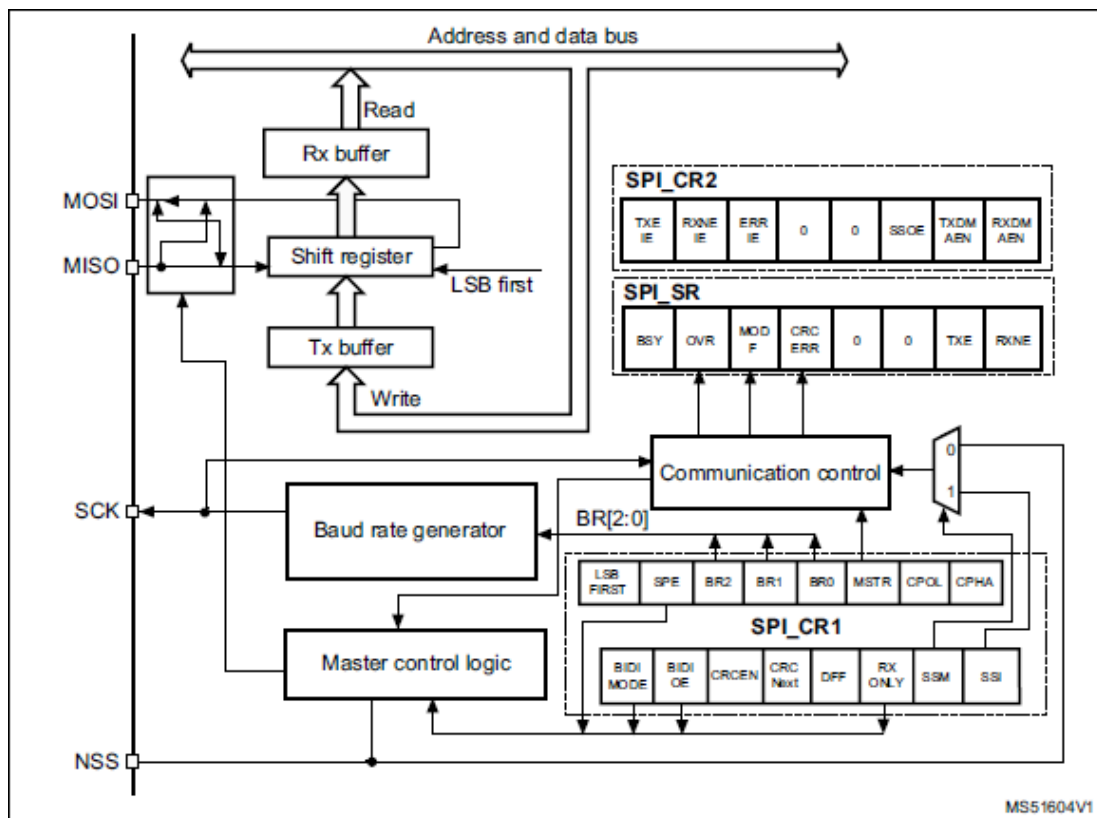 Address and data bus
Read
Rx buffer
MOSI
MISO
Shift register
LSB first
Tx buffer
Write
SPI_CR2
TXE IE
RXNE IE
ERR IE
0
0
SSOE
TXDM AEN
RXDM AEN
SPI_SR
BSY
OVR
MOD F
CRC ERR
0
0
TXE
RXNE
Communication control
0
1
SCK
Baud rate generator
BR[2:0]
LSB FIRST
SPE
BR2
BR1
BR0
MSTR
CPOL
CPHA
SPI_CR1
Master control logic
BIDI MODE
BIDI OE
CRCEN
CRC Next
DFF
RX ONLY
SSM
SSI
NSS
MS51604V1